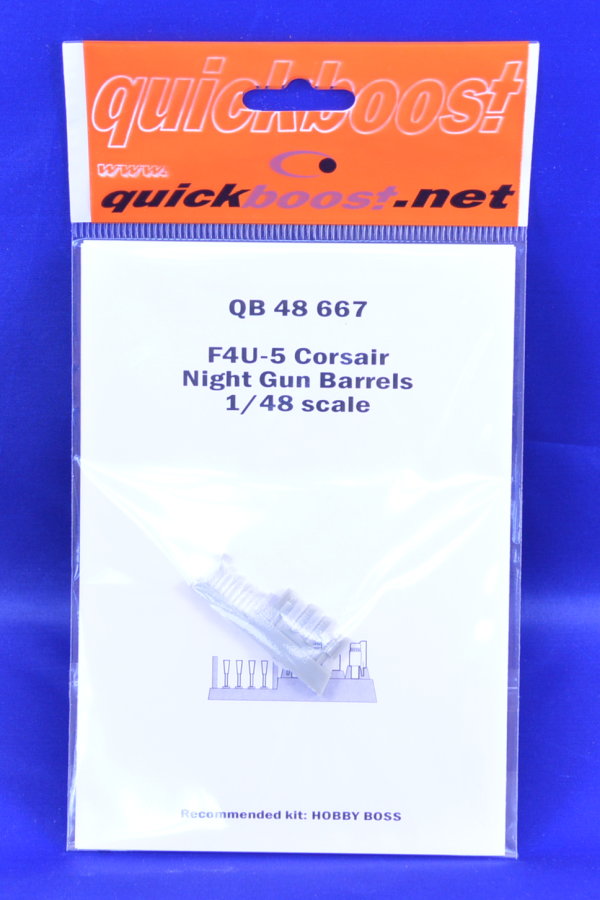 quickboost
www.
quickboost.net
QB 48 667
F4U-5 Corsair
Night Gun Barrels
1/48 scale
Recommended kit: HOBBY BOSS